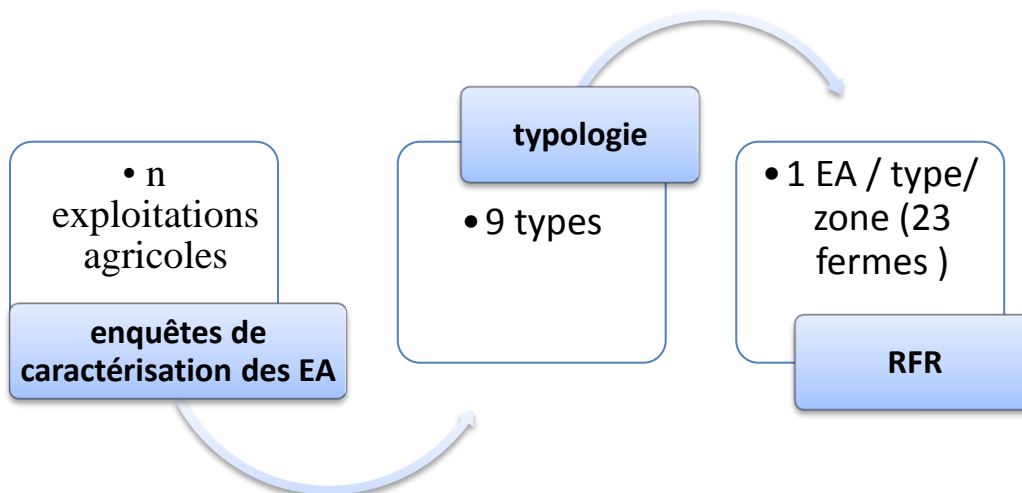 • n
exploitations
agricoles
enquêtes de
caractérisation des EA
typologie
• 9 types
• 1 EA / type/
zone (23
fermes )
RFR